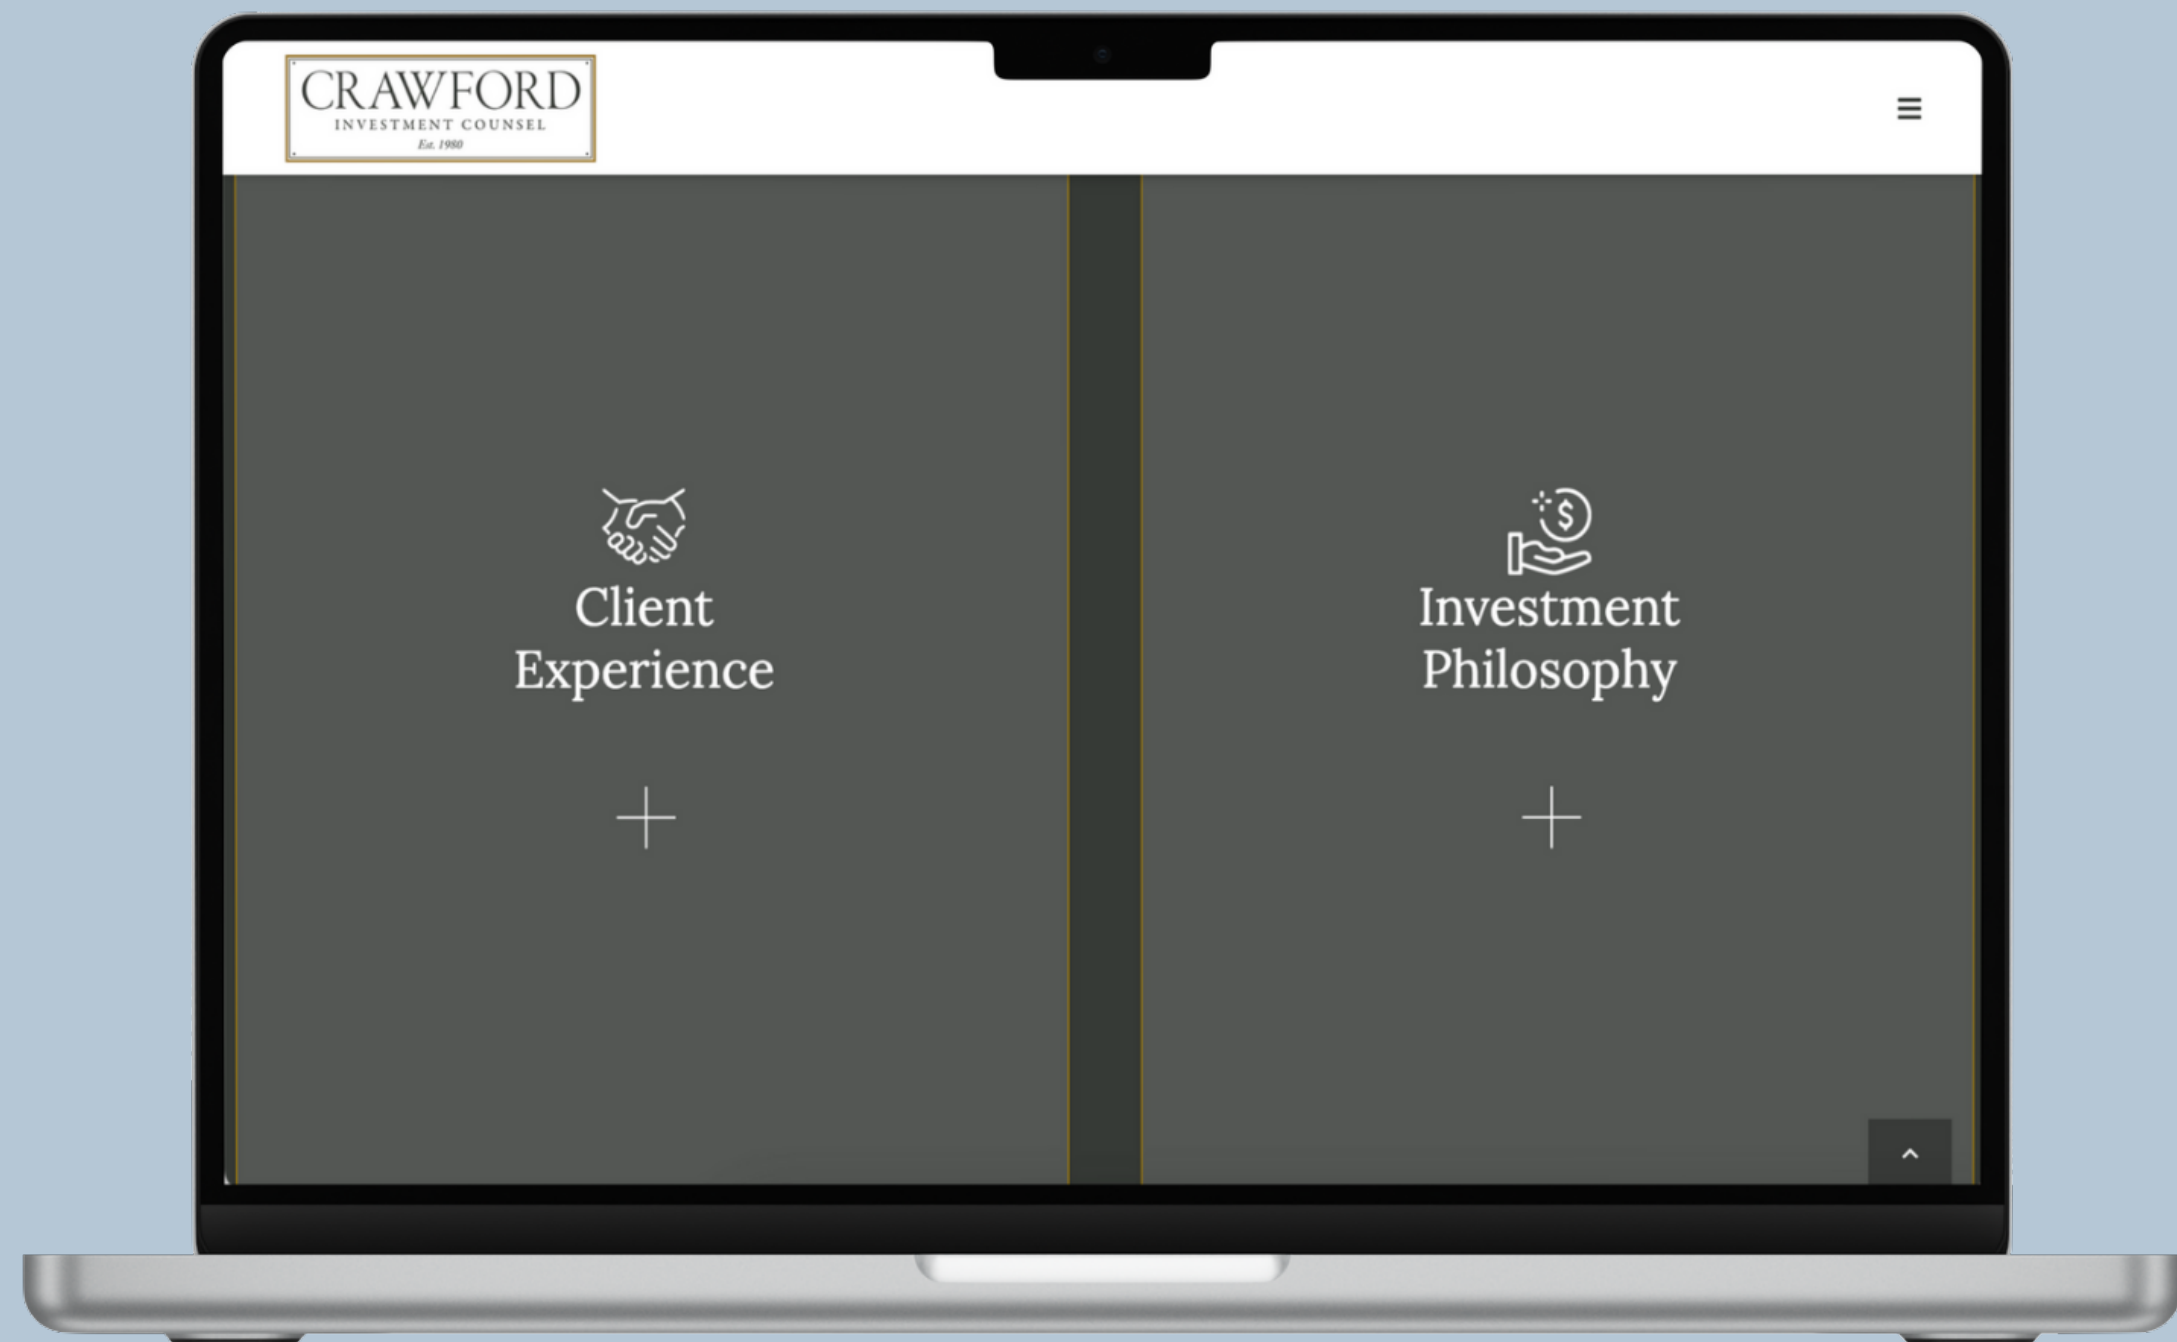 CRAWFORD
INVESTMENT COUNSEL
Est. 1980
$
Client
Experience
Investment
Philosophy